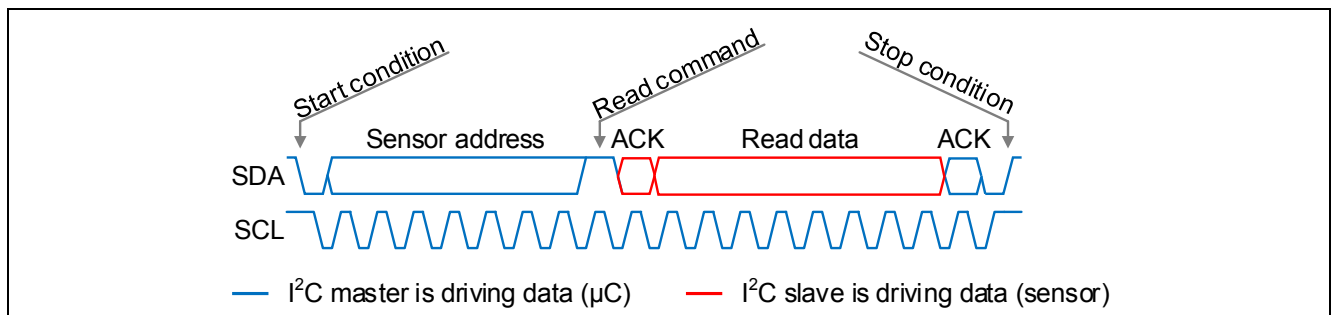 Start condition
Read command
Stop condition
Sensor address
ACK
Read data
ACK
SDA
SCL
I²C master is driving data (µC)
I²C slave is driving data (sensor)